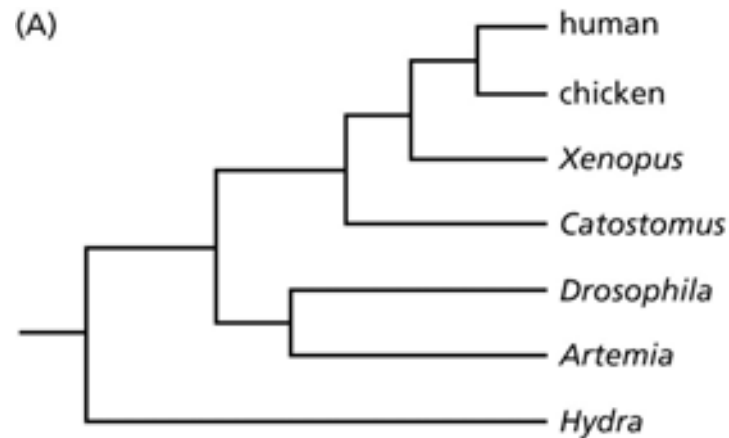 (A)
human
chicken
Xenopus
Catostomus
Drosophila
Artemia
Hydra